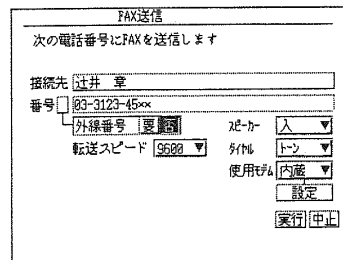 FAX送信
次の電話番号にFAXを送信します
接続先 辻井 章
番号 03-3123-45××
外線番号 要 否 スピーカー 入 ▼
転送スピード 9600 ▼ ダイヤル トーン ▼
使用モデム 内蔵 ▼
設定
実行 中止